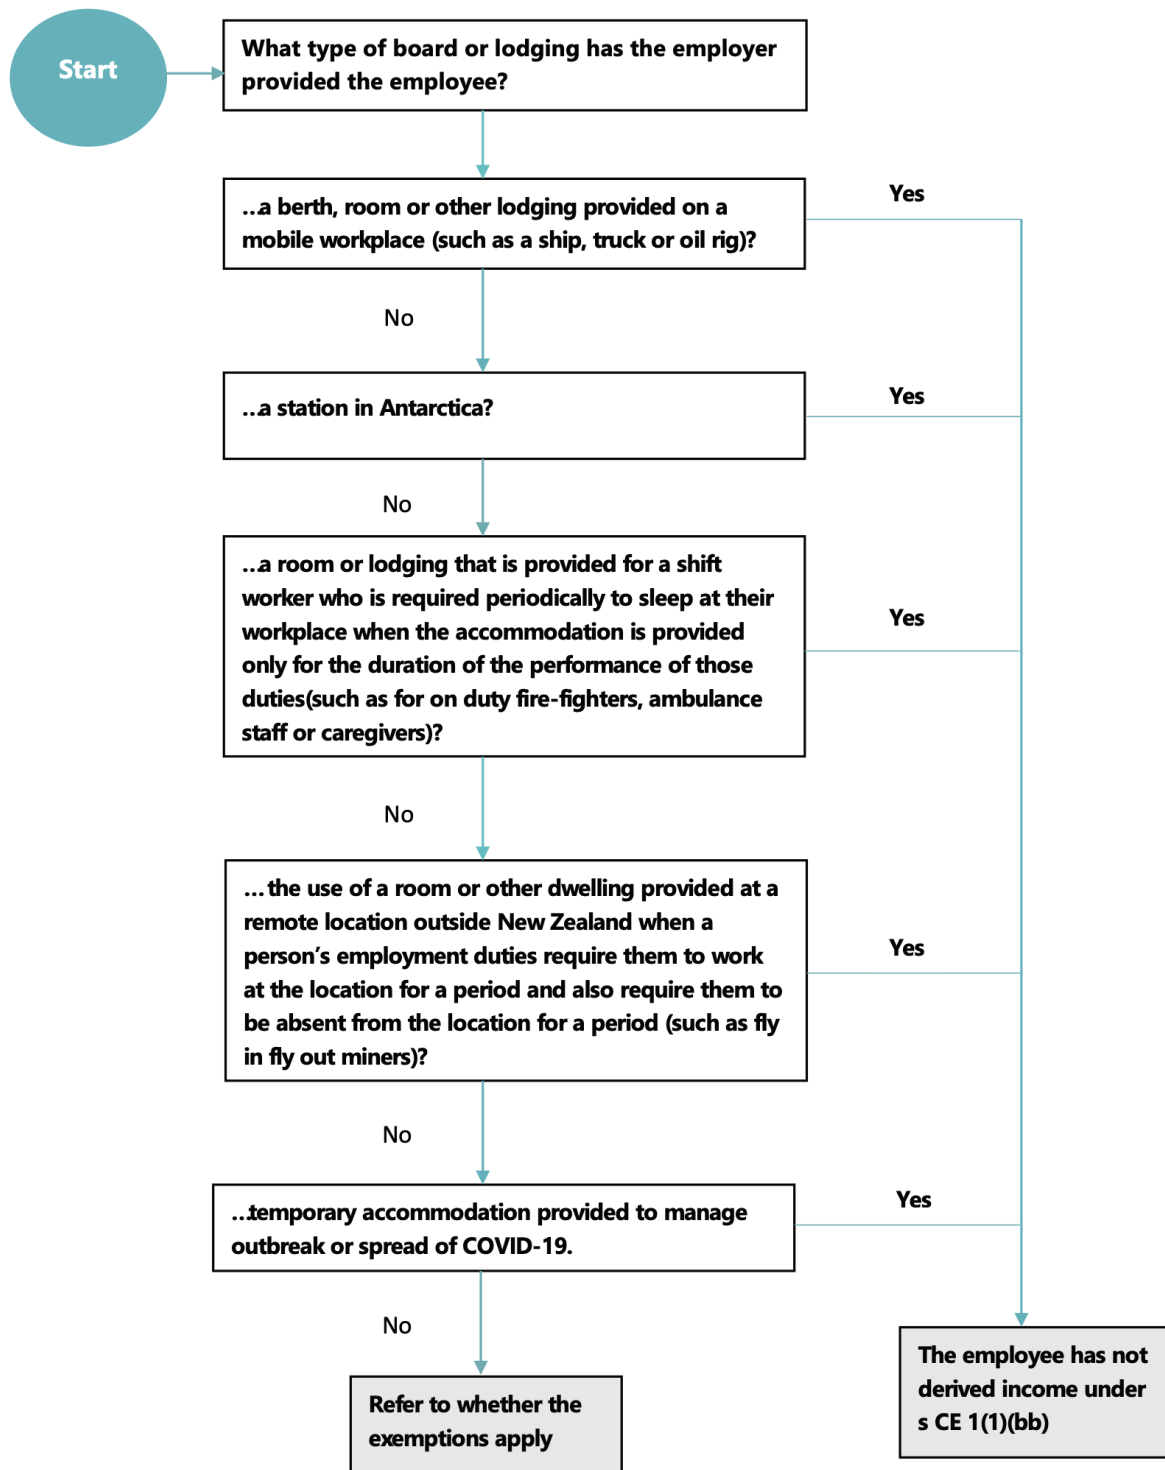 Start
What type of board or lodging has the employer
provided the employee?
...a berth, room or other lodging provided on a
mobile workplace (such as a ship, truck or oil rig)?
Yes
No
...a station in Antarctica?
Yes
No
...a room or lodging that is provided for a shift
worker who is required periodically to sleep at their
workplace when the accommodation is provided
only for the duration of the performance of those
duties(such as for on duty fire-fighters, ambulance
staff or caregivers)?
Yes
No
... the use of a room or other dwelling provided at a
remote location outside New Zealand when a
person's employment duties require them to work
at the location for a period and also require them to
be absent from the location for a period (such as fly
in fly out miners)?
Yes
No
...temporary accommodation provided to manage
outbreak or spread of COVID-19.
Yes
No
Refer to whether the
exemptions apply
The employee has not
derived income under
s CE 1(1)(bb)